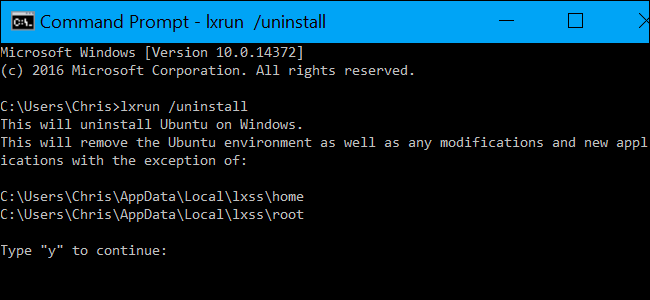 Command Prompt - lxrun  /uninstall
Microsoft Windows [Version 10.0.14372]
(c) 2016 Microsoft Corporation. All rights reserved.
C:\Users\Chris>lxrun /uninstall
This will uninstall Ubuntu on Windows.
This will remove the Ubuntu environment as well as any modifications and new appl
ications with the exception of:
C:\Users\Chris\AppData\Local\lxss\home
C:\Users\Chris\AppData\Local\lxss\root
Type "y" to continue: